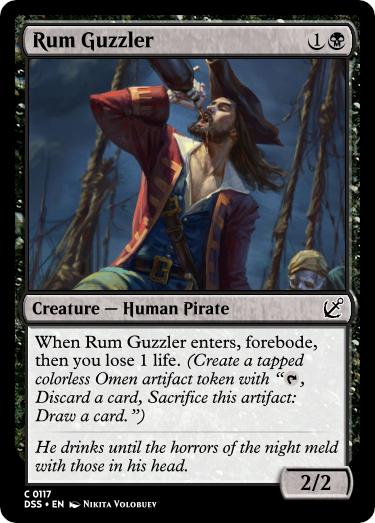 Rum Guzzler 1
Creature — Human Pirate
When Rum Guzzler enters, forebode,
then you lose 1 life. (Create a tapped
colorless Omen artifact token with “,
Discard a card, Sacrifice this artifact:
Draw a card.”)
He drinks until the horrors of the night meld
with those in his head.
2/2
C 0117
DSS • EN Nikita Volobuev